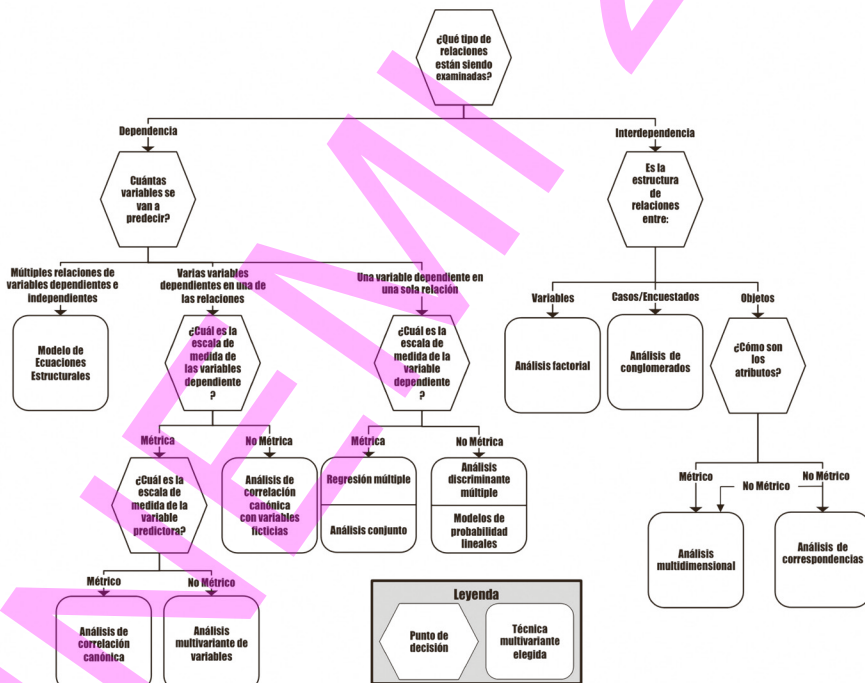 ¿Qué tipo de
relaciones
están siendo
examinadas?
Dependencia
Interdependencia
Cuántas
variables se
van a
predecir?
Es la
estructura
de
relaciones
entre:
Múltiples relaciones de
variables dependientes e
independientes
Varias variables
dependientes en una de
las relaciones
Una variable dependiente en
una sola relación
Variables
Casos/Encuestados
Objetos
Modelo de
Ecuaciones
Estructurales
¿Cuál es la
escala de
medida de
las variables
dependiente
?
¿Cuál es la
escala de
medida de la
variable
dependiente
?
Análisis factorial
Análisis de
conglomerados
¿Cómo son
los
atributos?
Métrica
No Métrica
Métrica
No Métrica
¿Cuál es la
escala de
medida de la
variable
predictora?
Análisis de
correlación
canónica
con variables
ficticias
Regresión múltiple
Análisis conjunto
Análisis
discriminante
múltiple
Modelos de
probabilidad
lineales
Métrico
No Métrico
No Métrico
Análisis
multidimensional
Análisis de
correspondencias
Métrico
No Métrico
Análisis de
correlación
canónica
Análisis
multivariante de
variables
Leyenda
Punto de
decisión
Técnica
multivariante
elegida